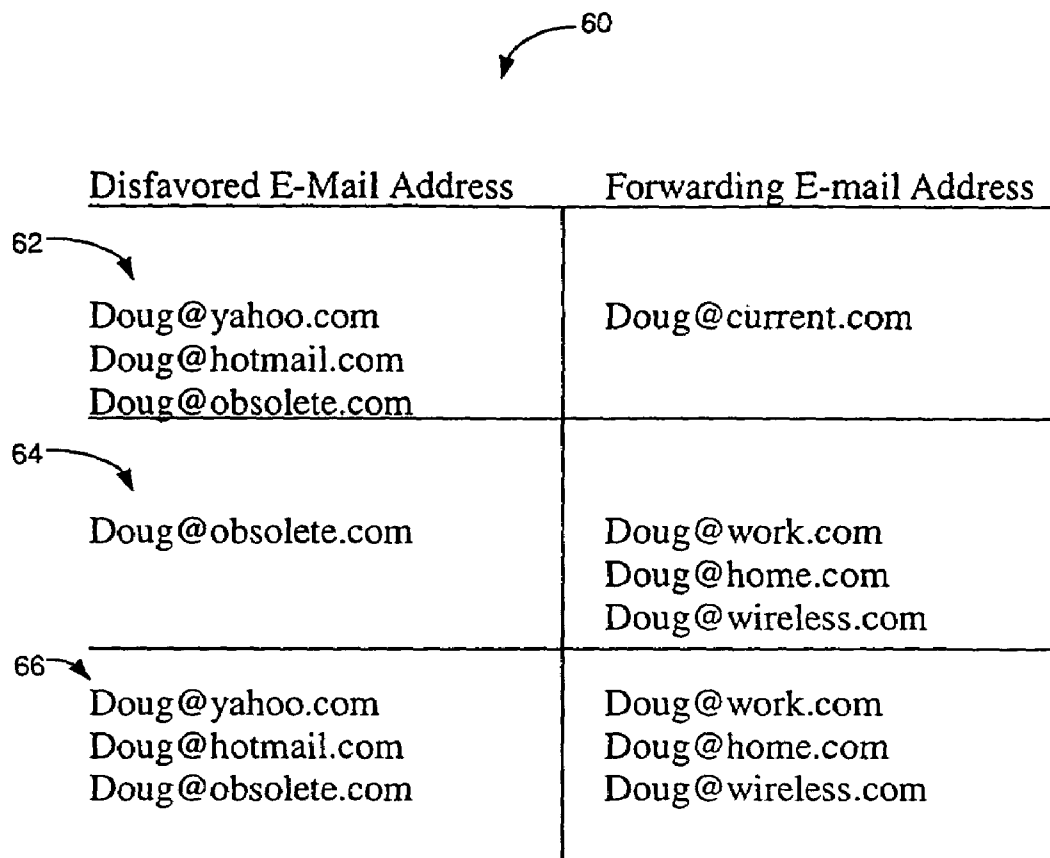 60
Disfavored E-Mail Address Forwarding E-mail Address
62
Doug@yahoo.com Doug@current.com
Doug@hotmail.com
Doug@obsolete.com
64
Doug@obsolete.com Doug@work.com
Doug@home.com
Doug@wireless.com
66
Doug@yahoo.com Doug@work.com
Doug@hotmail.com Doug@home.com
Doug@obsolete.com Doug@wireless.com